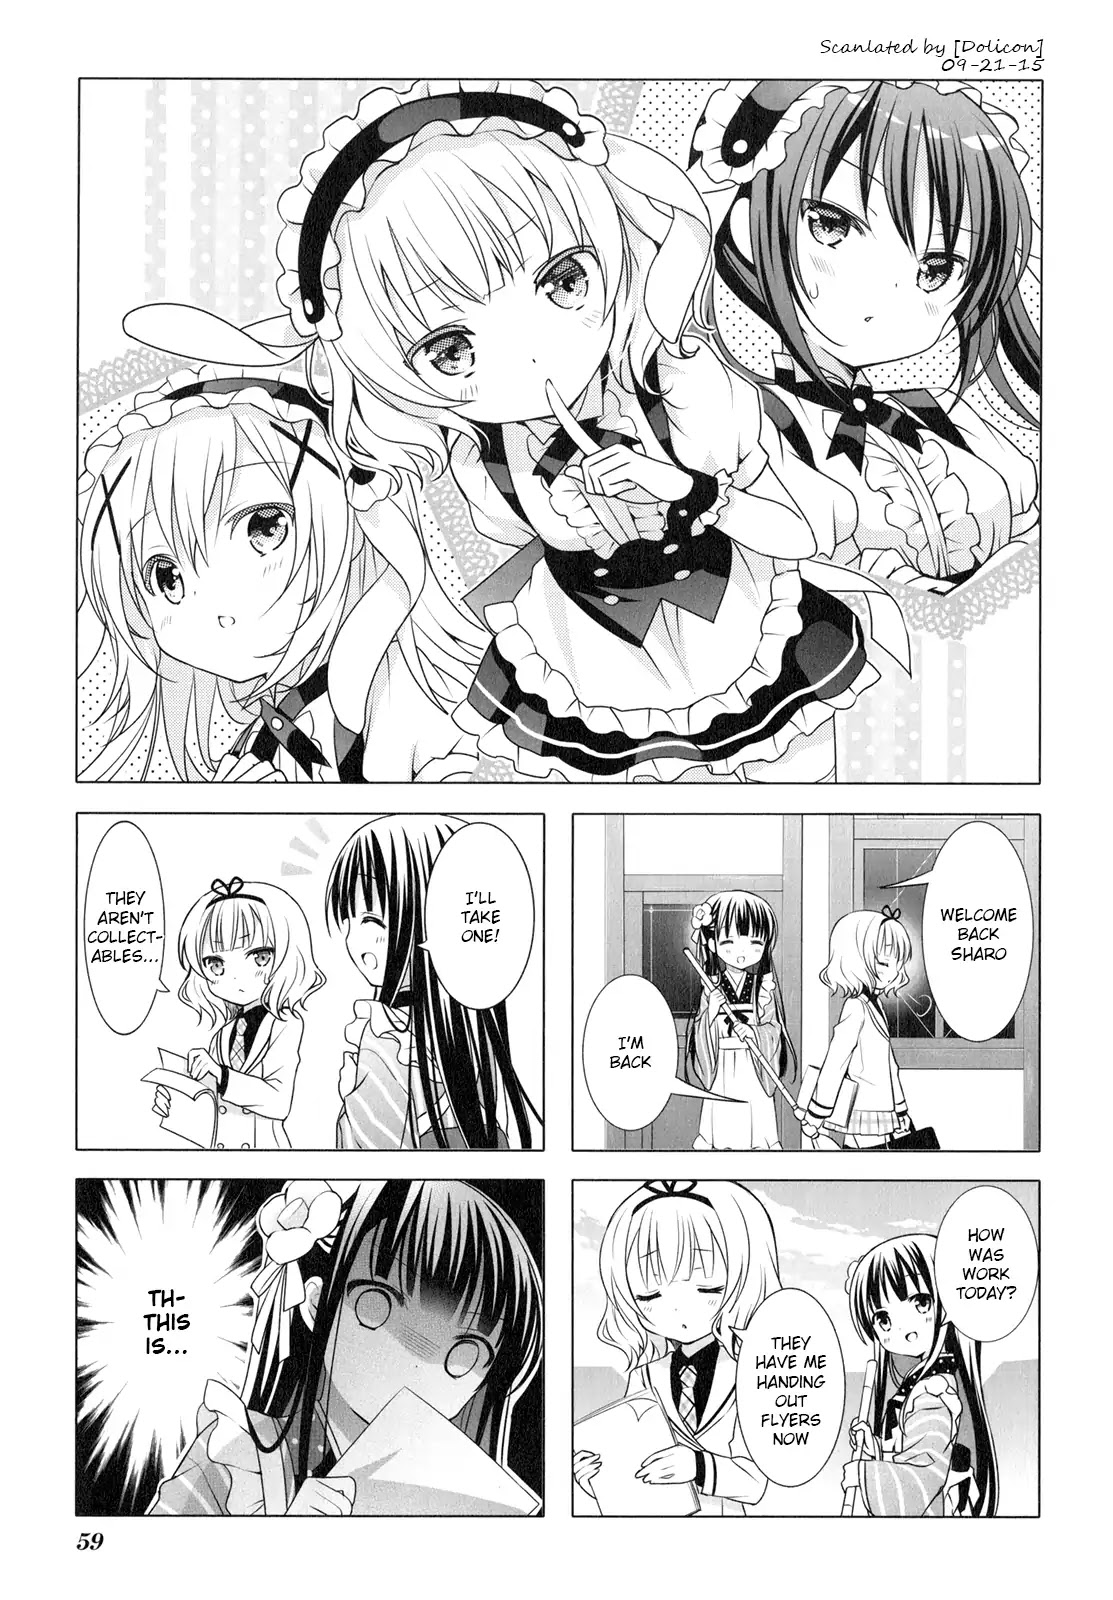 Scanlated by [Dolicon]
09-21-15
WELCOME
BACK
SHARO
I'M
BACK
HOW
WAS
WORK
TODAY?
THEY
HAVE ME
HANDING
OUT
FLYERS
NOW
I'LL
TAKE
ONE!
THEY
AREN'T
COLLECT-
ABLES...
TH-
THIS
IS...
59